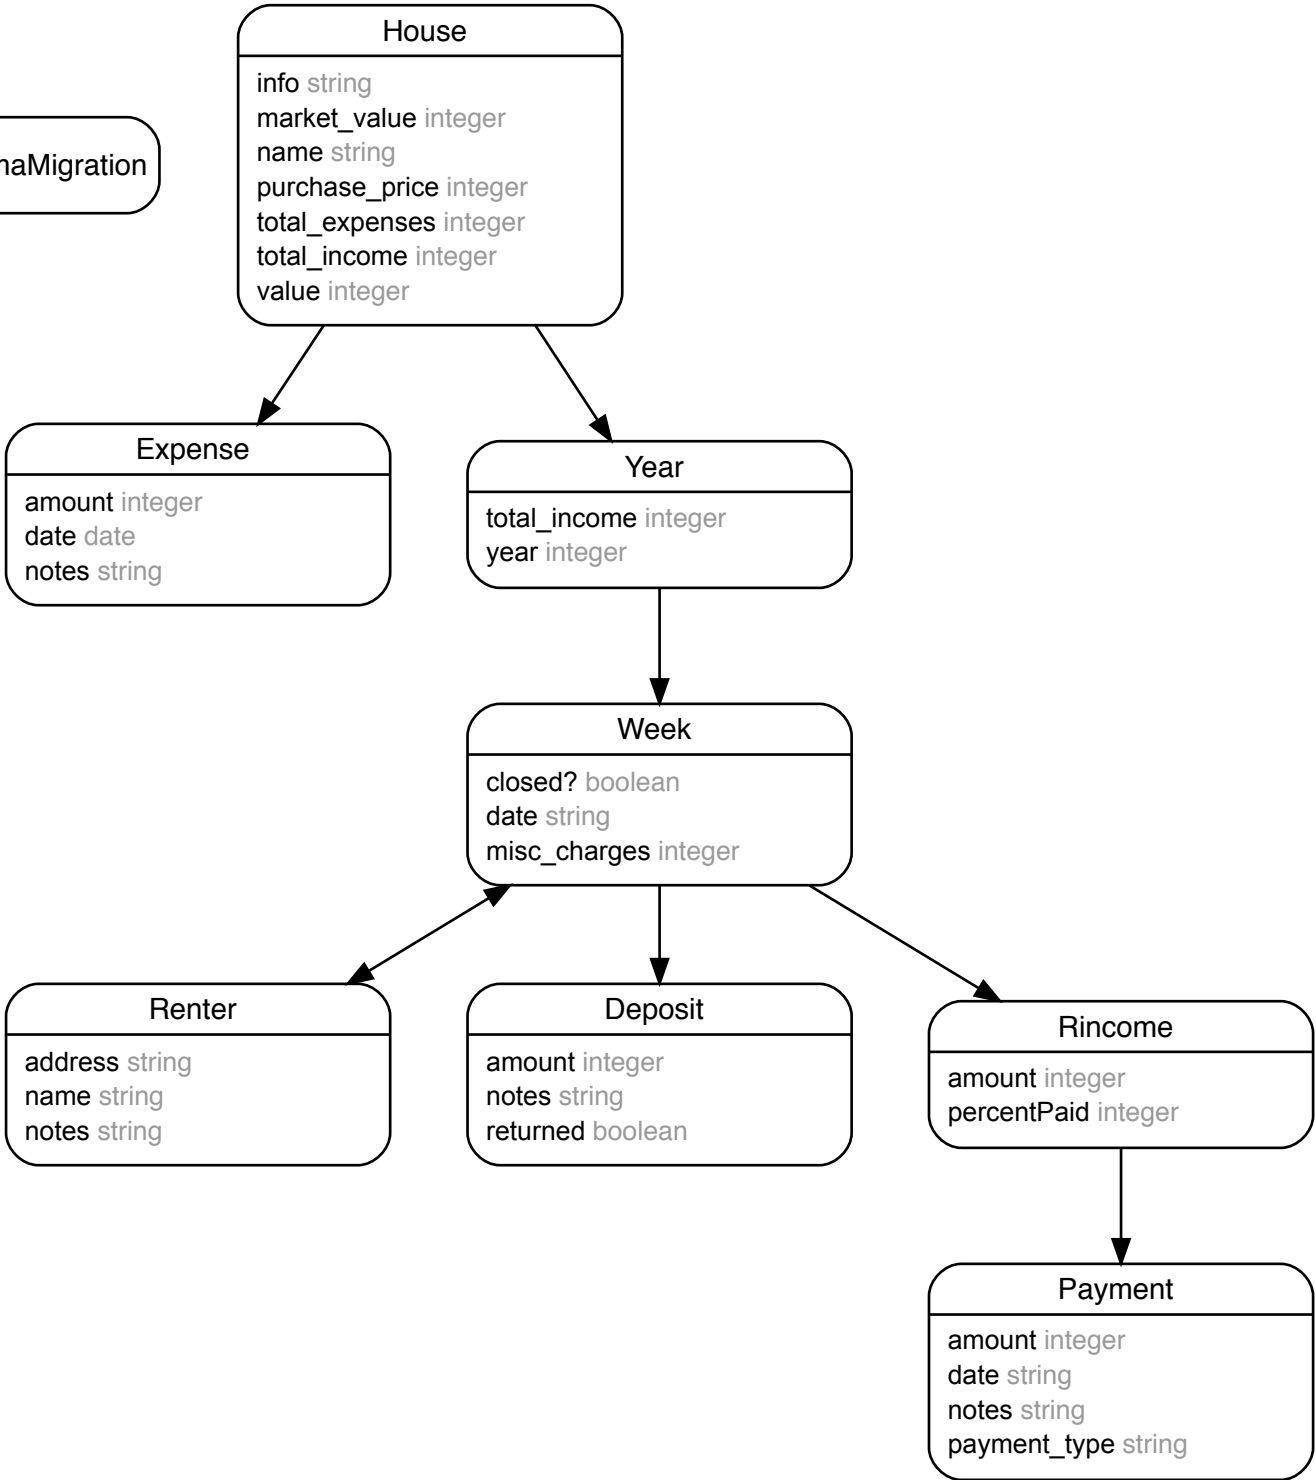 House
info string
market_value integer
name string
purchase_price integer
total_expenses integer
total_income integer
value integer
naMigration
Expense
amount integer
date date
notes string
Year
total_income integer
year integer
Week
closed? boolean
date string
misc_charges integer
Renter
address string
name string
notes string
Deposit
amount integer
notes string
returned boolean
Rincome
amount integer
percentPaid integer
Payment
amount integer
date string
notes string
payment_type string